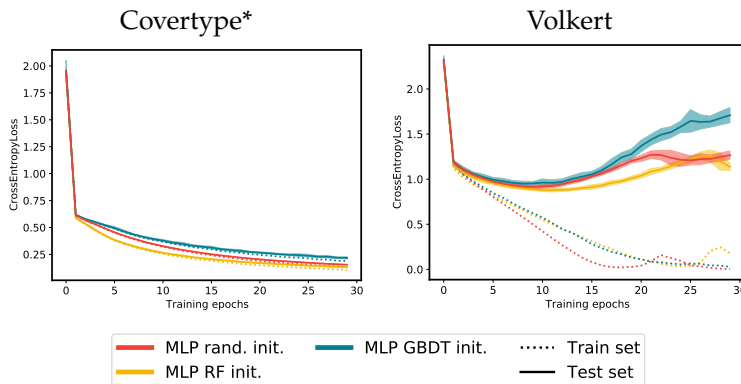 Covertype*
Volkert
CrossEntropyLoss
2.00
1.75
1.50
1.25
1.00
0.75
0.50
0.25
0 5 10 15 20 25 30
Training epochs
CrossEntropyLoss
2.0
1.5
1.0
0.5
0.0
0 5 10 15 20 25
Training epochs
MLP rand. init.
MLP RF init.
MLP GBDT init.
Train set
Test set